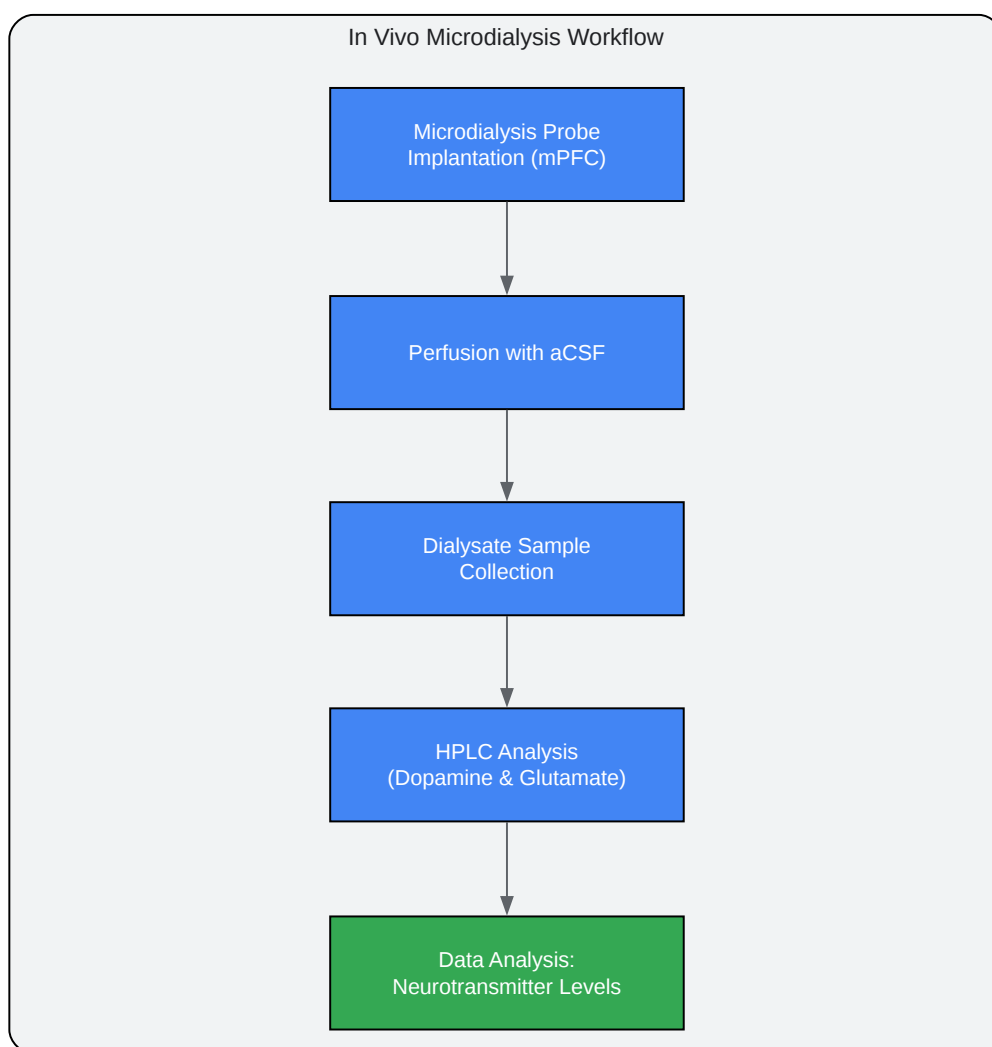 In Vivo Microdialysis Workflow
Microdialysis Probe
Implantation (mPFC)
Perfusion with aCSF
Dialysate Sample
Collection
HPLC Analysis
(Dopamine & Glutamate)
Data Analysis:
Neurotransmitter Levels